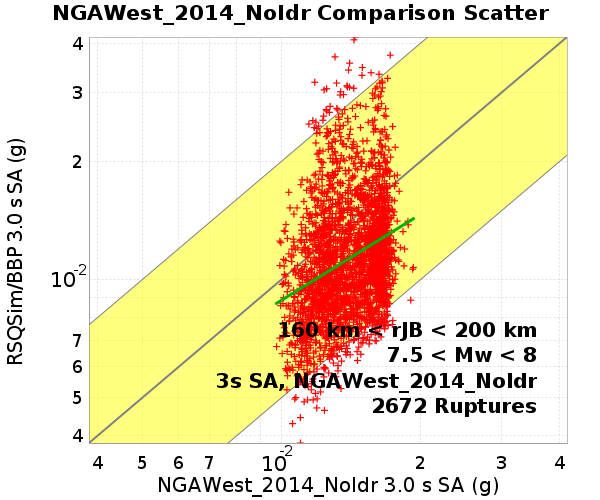 NGAWest_2014_NoIdr Comparison Scatter
RSQSim/BBP 3.0 s SA (g)
4
3
2
10-2
7
6
5
4
160 km < rJB < 200 km
7.5 < Mw < 8
3s SA, NGAWest_2014_NoIdr
2672 Ruptures
4 5 6 7 10-2 2 3 4
NGAWest_2014_NoIdr 3.0 s SA (g)